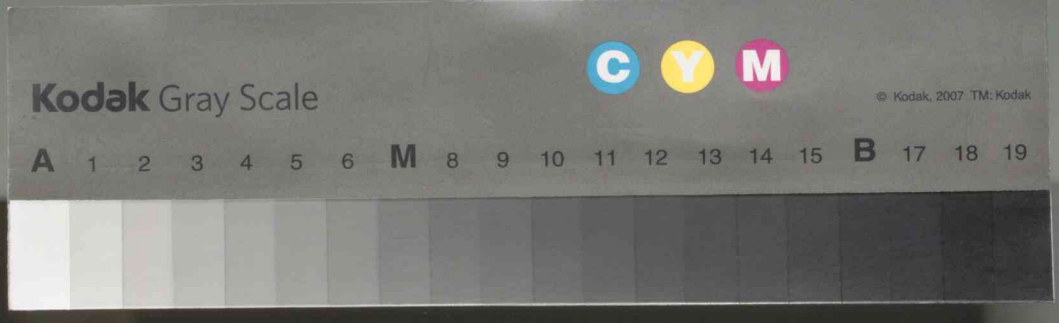 C Y M
Kodak Gray Scale
© Kodak, 2007 TM: Kodak
A 1 2 3 4 5 6 M 8 9 10 11 12 13 14 15 B 17 18 19